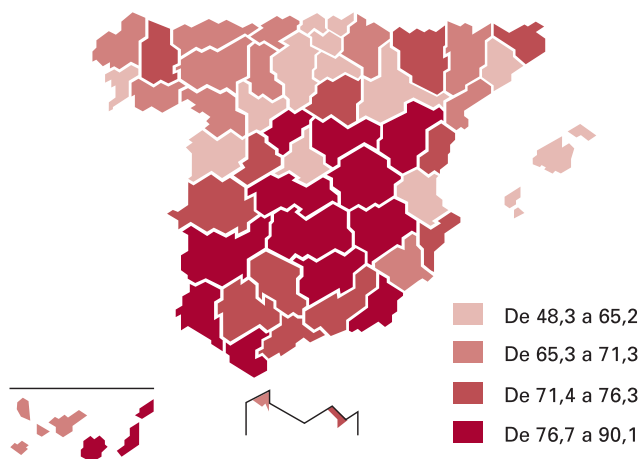 De 48,3 a 65,2
De 65,3 a 71,3
De 71,4 a 76,3
De 76,7 a 90,1